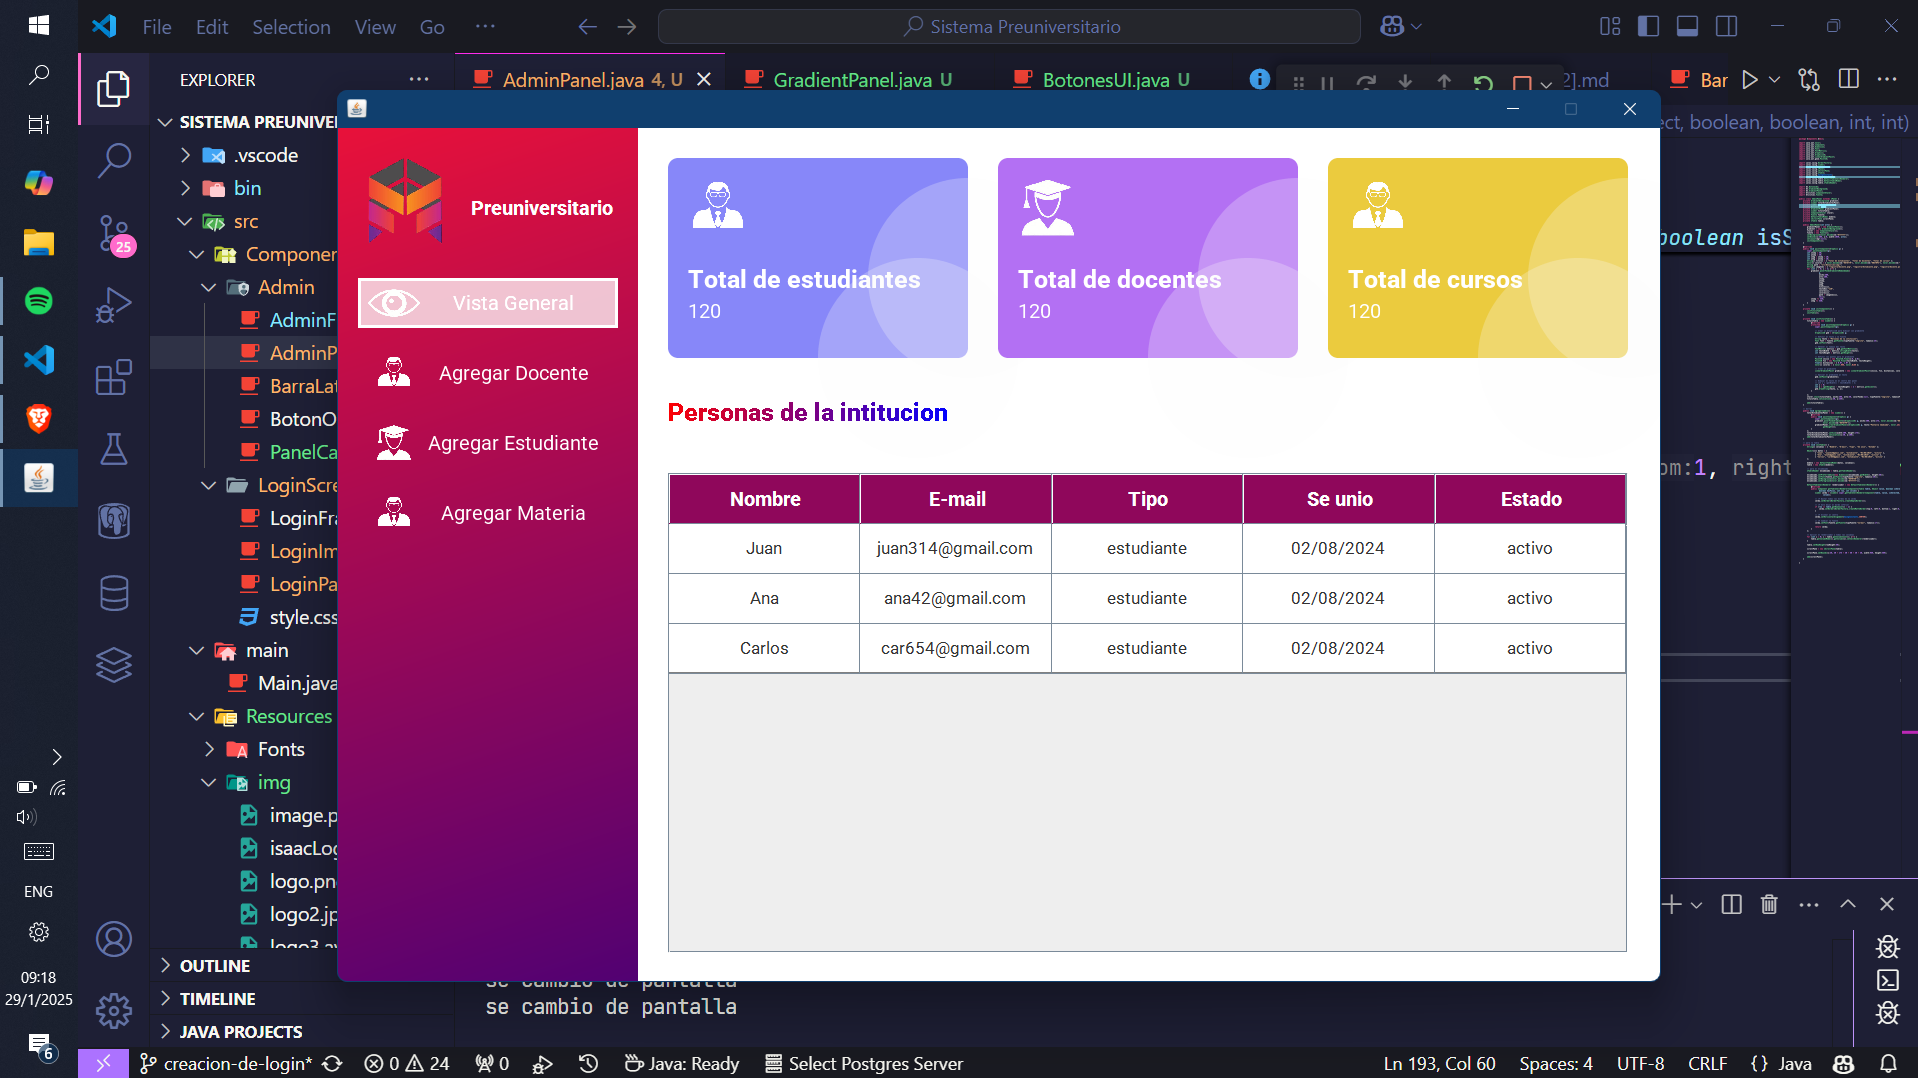 File Edit Selection View Go ···
Sistema Preuniversitario
EXPLORER
AdminPanel.java 4, U
GradientPanel.java U
BotonesUI.java U
2].md
Bar
SISTEMA PREUNIVER
ect, boolean, boolean, int, int)
.vscode
bin
src
Componer
Admin
AdminF
AdminP
BarraLat
BotonO
PanelCa
LoginScre
LoginFra
LoginIm
LoginPa
style.css
main
Main.java
Resources
Fonts
img
image.p
isaacLog
logo.pn
logo2.jp
logo3.av
OUTLINE
TIMELINE
JAVA PROJECTS
Preuniversitario
Vista General
Agregar Docente
Agregar Estudiante
Agregar Materia
Total de estudiantes
120
Total de docentes
120
Total de cursos
120
Personas de la intitucion
Nombre E-mail Tipo Se unio Estado
Juan juan314@gmail.com estudiante 02/08/2024 activo
Ana ana42@gmail.com estudiante 02/08/2024 activo
Carlos car654@gmail.com estudiante 02/08/2024 activo
boolean isS
om:1, right
se cambio de pantalla
se cambio de pantalla
25
ENG
09:18
29/1/2025
6
creacion-de-login* 0 24 0 Java: Ready Select Postgres Server Ln 193, Col 60 Spaces: 4 UTF-8 CRLF {} Java